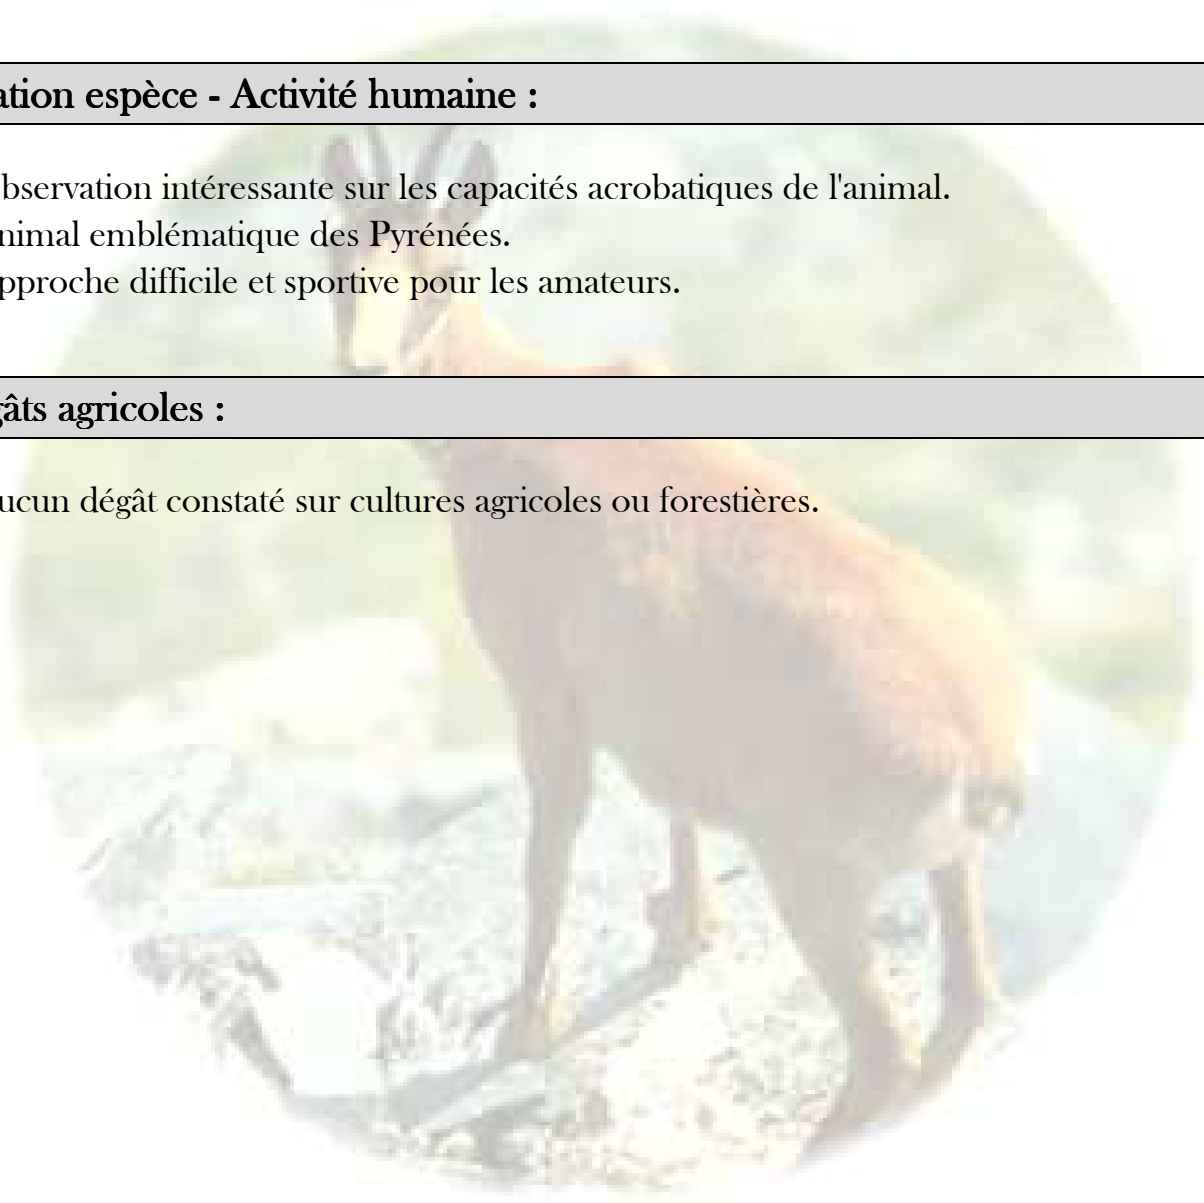 ation espèce - Activité humaine :
bservation intéressante sur les capacités acrobatiques de l'animal.
nimal emblématique des Pyrénées.
pproche difficile et sportive pour les amateurs.
gâts agricoles :
ucun dégât constaté sur cultures agricoles ou forestières.